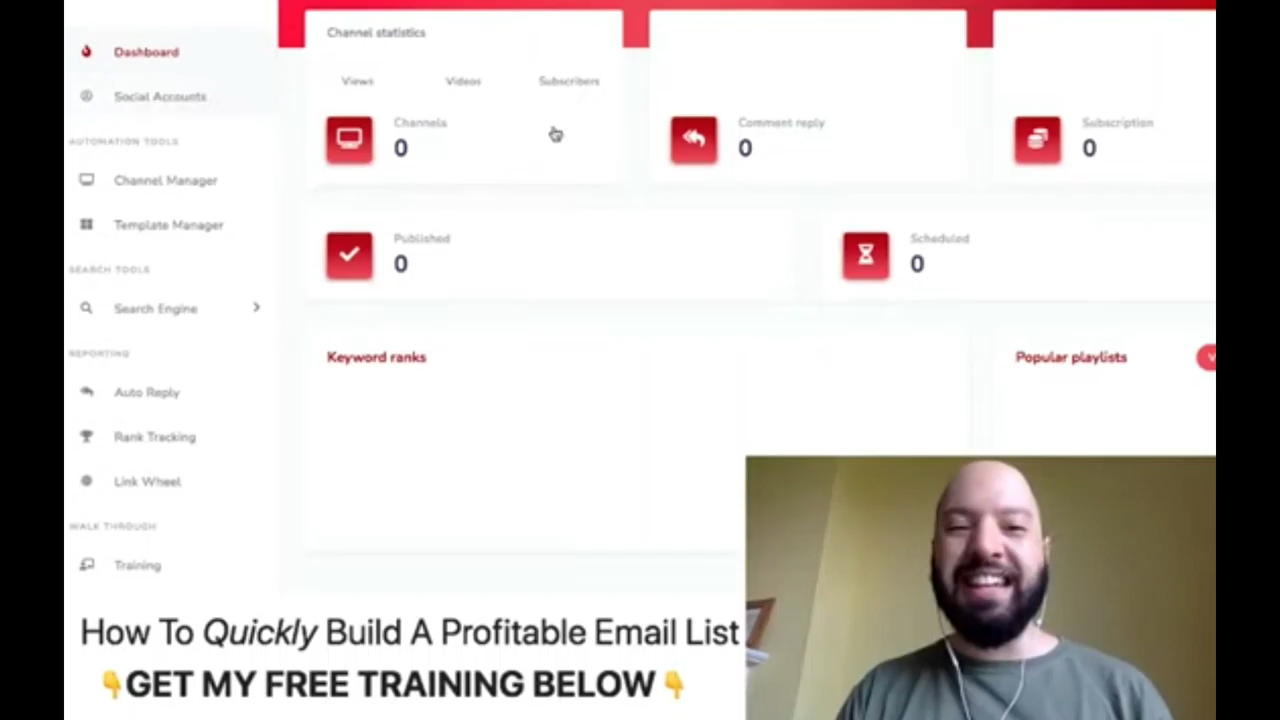 Dashboard
Social Accounts
AUTOMATION TOOLS
Channel Manager
Template Manager
SEARCH TOOLS
Search Engine
REPORTING
Auto Reply
Rank Tracking
Link Wheel
WALK THROUGH
Training
Channel statistics
Views Videos Subscribers
Channels
0
Comment reply
0
Subscription
0
Published
0
Scheduled
0
Keyword ranks
Popular playlists
How To Quickly Build A Profitable Email List
👇GET MY FREE TRAINING BELOW👇